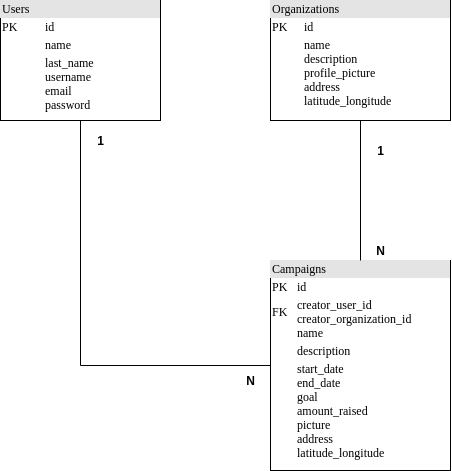 Users
PK id
name
last_name
username
email
password
Organizations
PK id
name
description
profile_picture
address
latitude_longitude
1
1
N
Campaigns
PK id
FK creator_user_id
creator_organization_id
name
description
start_date
end_date
goal
amount_raised
picture
address
latitude_longitude
N